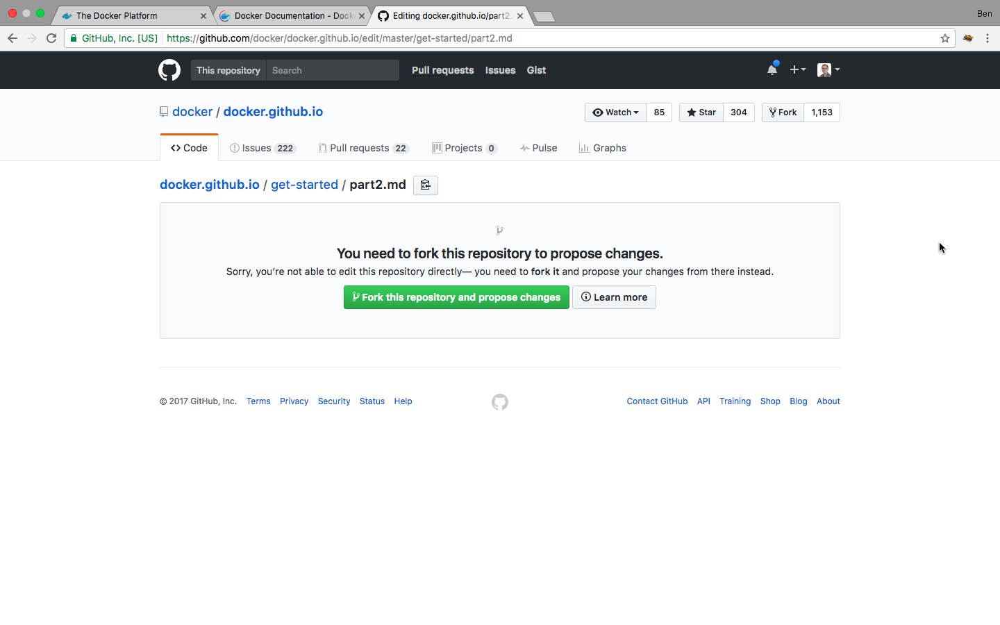 The Docker Platform
Docker Documentation - Dock
Editing docker.github.io/part2.
Ben
GitHub, Inc. [US] https://github.com/docker/docker.github.io/edit/master/get-started/part2.md
This repository Search Pull requests Issues Gist
docker / docker.github.io
Watch 85 Star 304 Fork 1,153
Code Issues 222 Pull requests 22 Projects 0 Pulse Graphs
docker.github.io / get-started / part2.md
You need to fork this repository to propose changes.
Sorry, you’re not able to edit this repository directly— you need to fork it and propose your changes from there instead.
Fork this repository and propose changes Learn more
© 2017 GitHub, Inc. Terms Privacy Security Status Help Contact GitHub API Training Shop Blog About